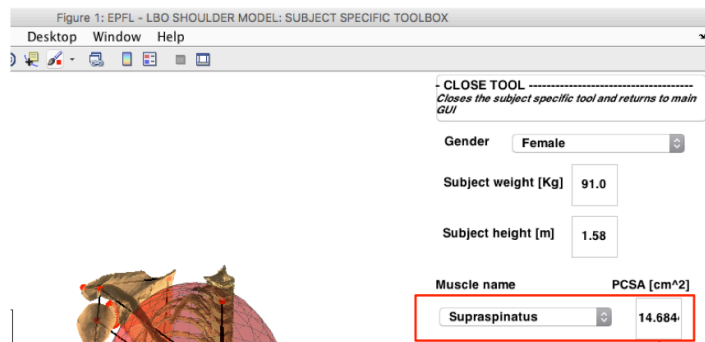 Figure 1: EPFL - LBO SHOULDER MODEL: SUBJECT SPECIFIC TOOLBOX
Desktop Window Help
- CLOSE TOOL --------------------------------------
Closes the subject specific tool and returns to main
GUI
Gender Female
Subject weight [Kg] 91.0
Subject height [m] 1.58
Muscle name PCSA [cm^2]
Supraspinatus 14.684